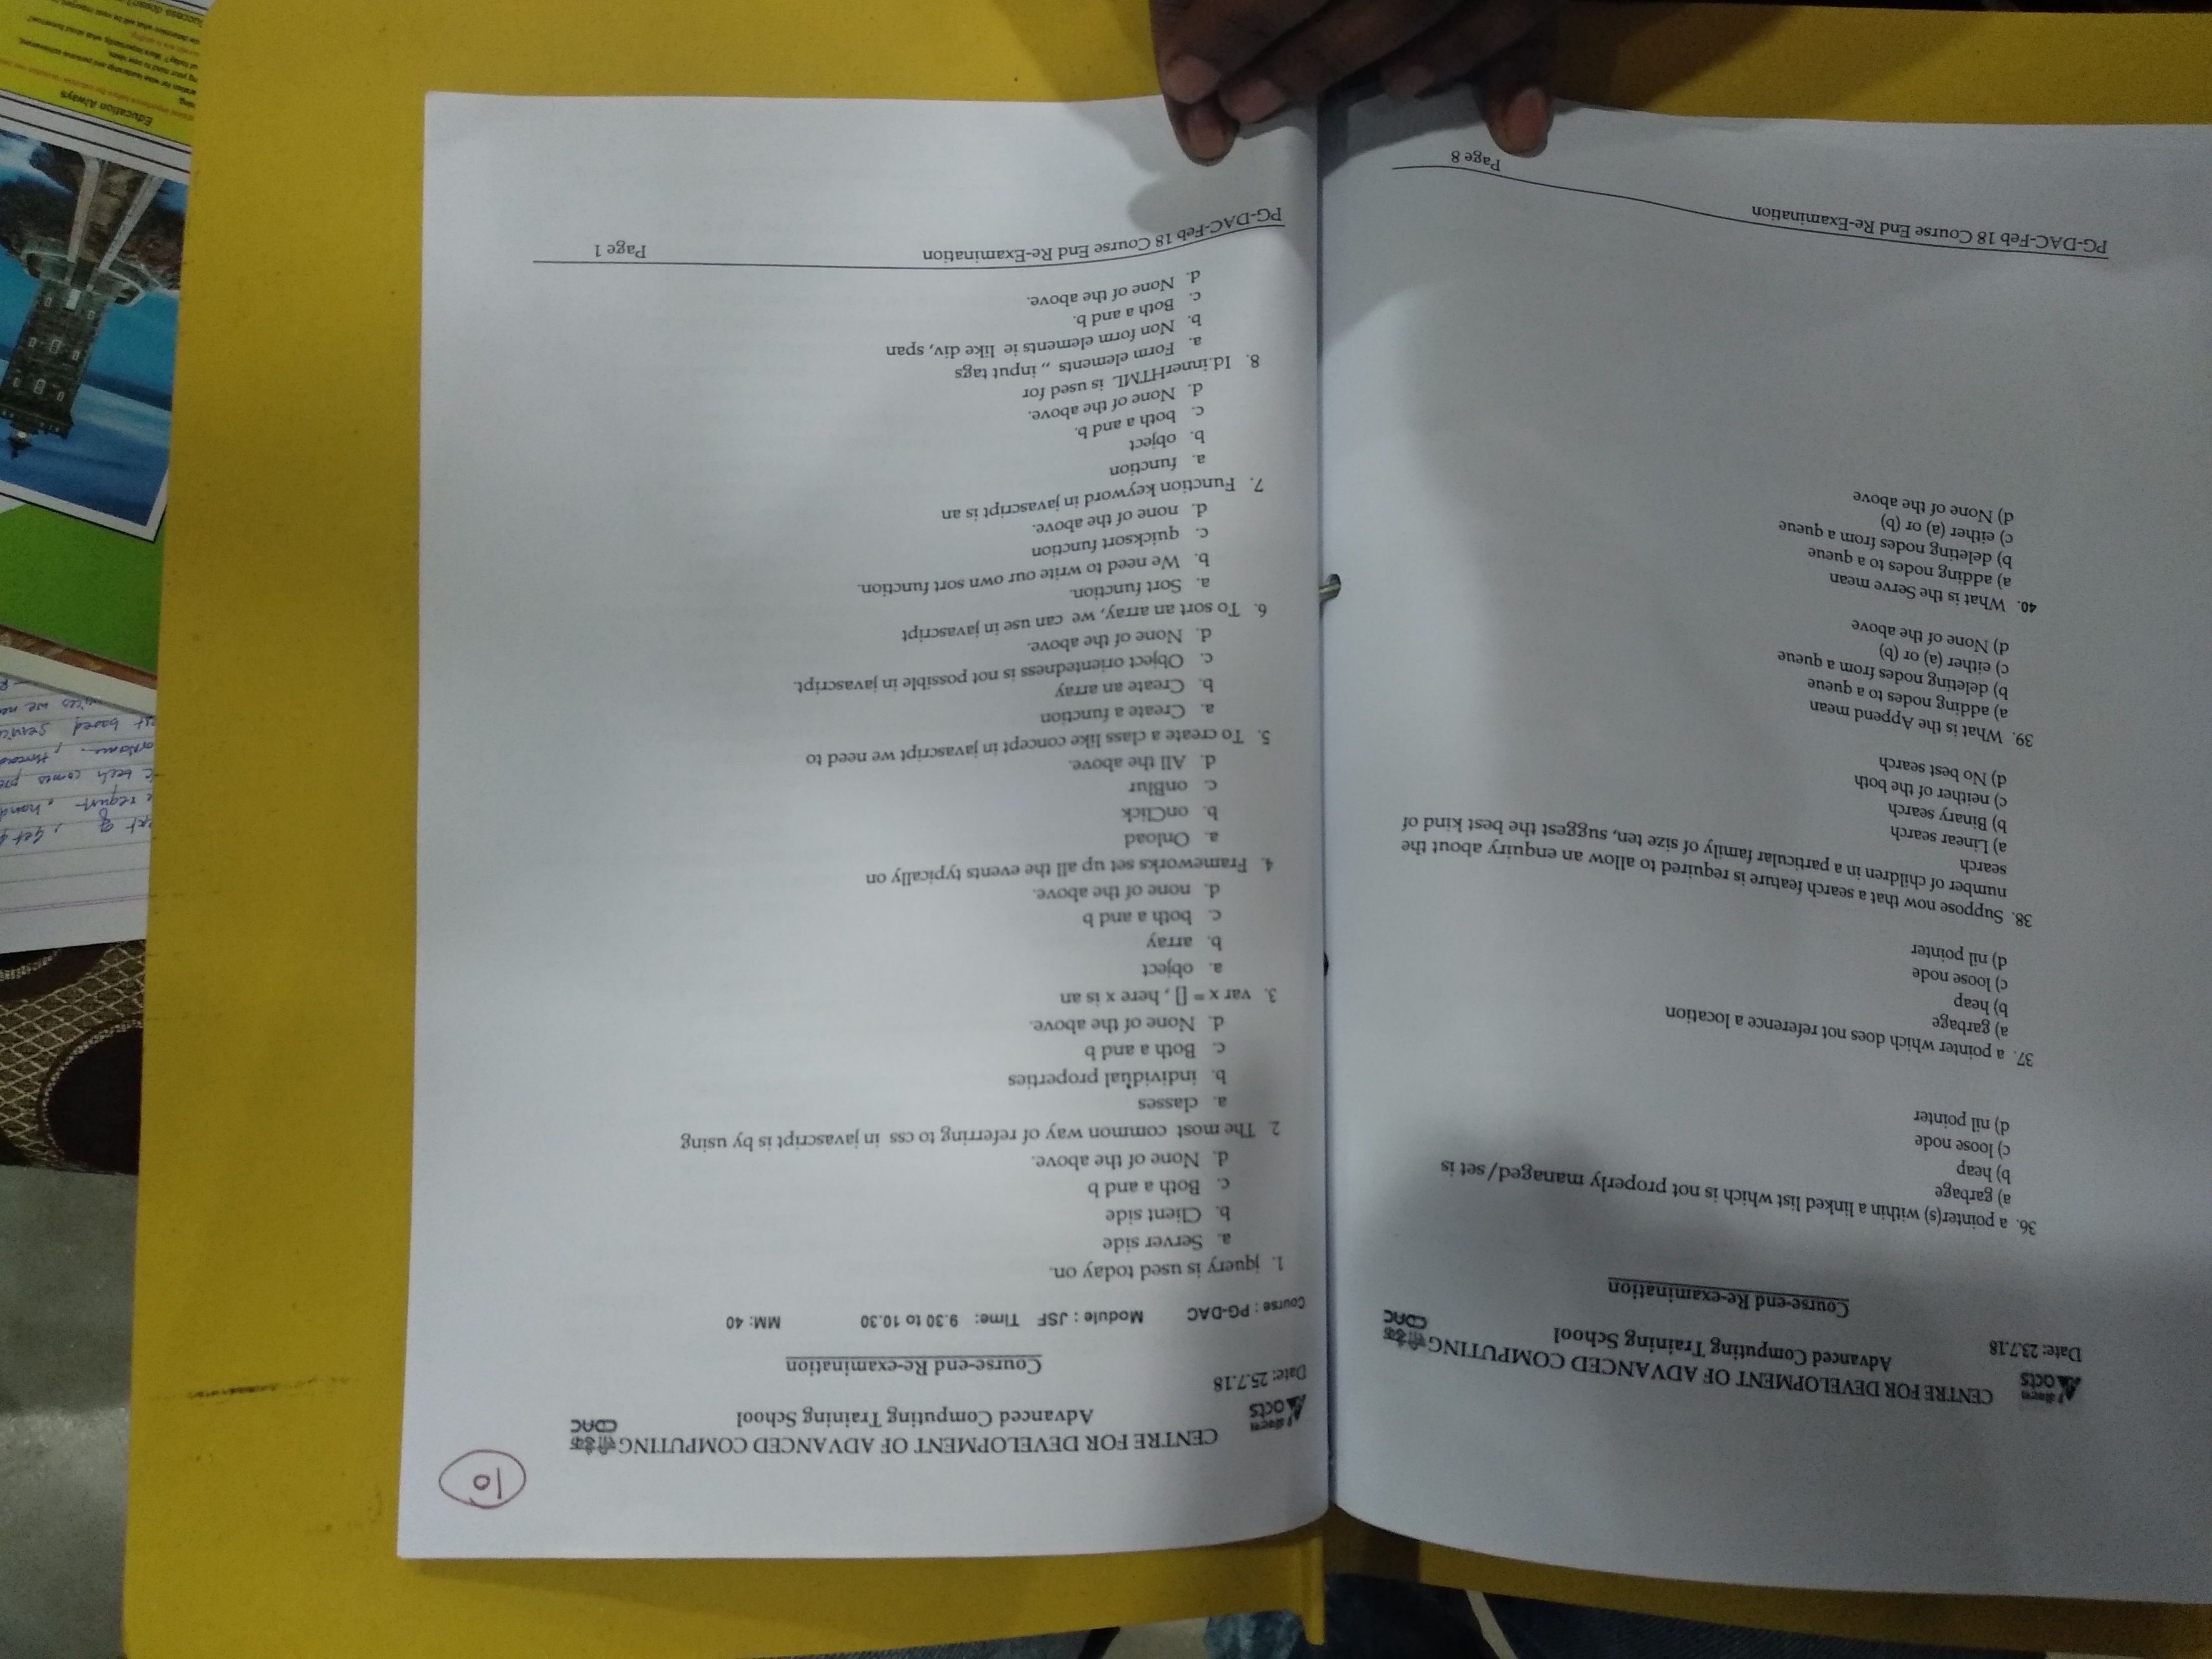 एक्ट्स
acts
CENTRE FOR DEVELOPMENT OF ADVANCED COMPUTING
सी डैक
CDAC
Advanced Computing Training School
Date: 23.7.18
Course-end Re-examination
36. a pointer(s) within a linked list which is not properly managed/set is
a) garbage
b) heap
c) loose node
d) nil pointer
37. a pointer which does not reference a location
a) garbage
b) heap
c) loose node
d) nil pointer
38. Suppose now that a search feature is required to allow an enquiry about the
number of children in a particular family of size ten, suggest the best kind of
search
a) Linear search
b) Binary search
c) neither of the both
d) No best search
39. What is the Append mean
a) adding nodes to a queue
b) deleting nodes from a queue
c) either (a) or (b)
d) None of the above
40. What is the Serve mean
a) adding nodes to a queue
b) deleting nodes from a queue
c) either (a) or (b)
d) None of the above
PG-DAC-Feb 18 Course End Re-Examination
Page 8
10
एक्ट्स
acts
CENTRE FOR DEVELOPMENT OF ADVANCED COMPUTING
सी डैक
CDAC
Advanced Computing Training School
Date: 25.7.18
Course-end Re-examination
Course : PG-DAC Module : JSF Time: 9.30 to 10.30 MM: 40
1. jquery is used today on.
a. Server side
b. Client side
c. Both a and b
d. None of the above.
2. The most common way of referring to css in javascript is by using
a. classes
b. individual properties
c. Both a and b
d. None of the above.
3. var x = [] , here x is an
a. object
b. array
c. both a and b
d. none of the above.
4. Frameworks set up all the events typically on
a. Onload
b. onClick
c. onBlur
d. All the above.
5. To create a class like concept in javascript we need to
a. Create a function
b. Create an array
c. Object orientedness is not possible in javascript.
d. None of the above.
6. To sort an array, we can use in javascript
a. Sort function.
b. We need to write our own sort function.
c. quicksort function
d. none of the above.
7. Function keyword in javascript is an
a. function
b. object
c. both a and b.
d. None of the above.
8. Id.innerHTML is used for
a. Form elements ,, input tags
b. Non form elements ie like div, span
c. Both a and b.
d. None of the above.
PG-DAC-Feb 18 Course End Re-Examination
Page 1
of , Get
requst , hand
tech comes
based
we
Education Always